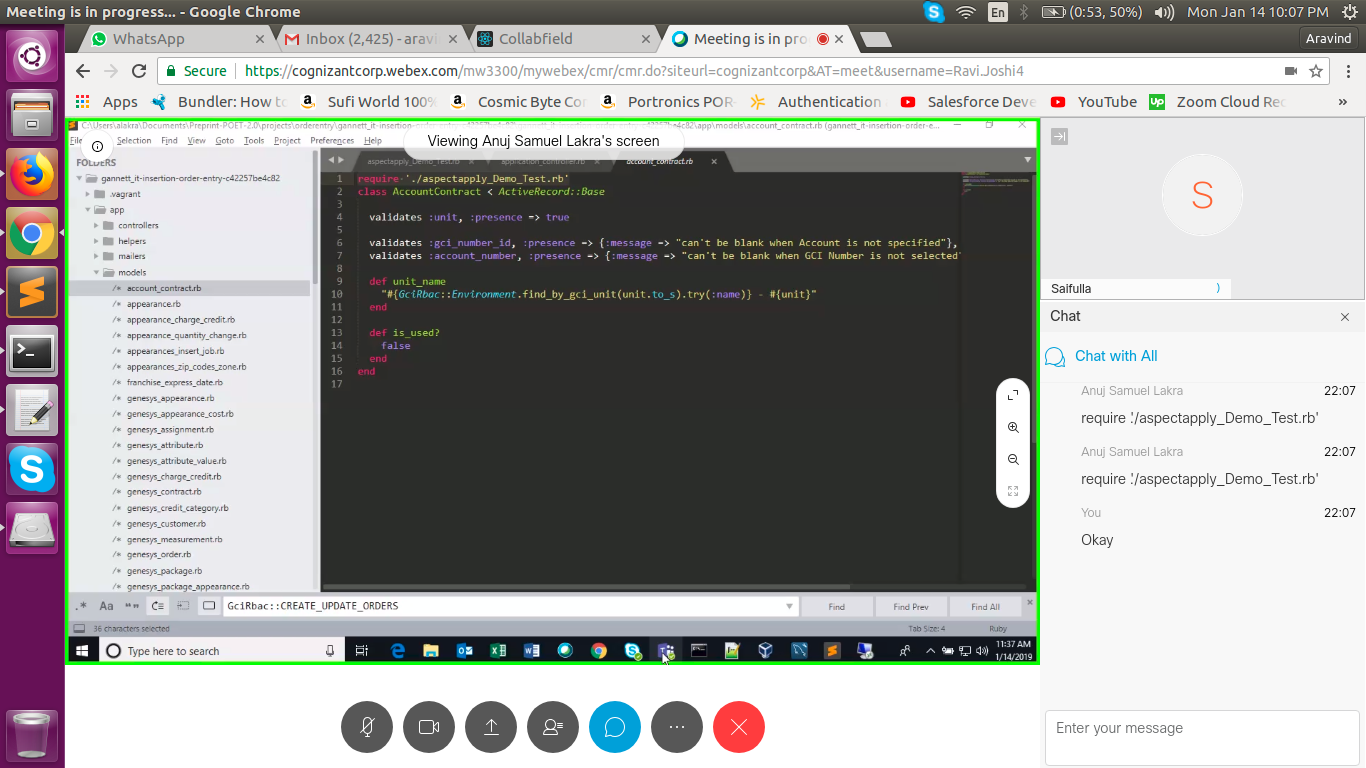 Meeting is in progress... - Google Chrome
En
(0:53, 50%)
Mon Jan 14 10:07 PM
WhatsApp
Inbox (2,425) - aravi
Collabfield
Meeting is in pro
Aravind
Secure
https://cognizantcorp.webex.com/mw3300/mywebex/cmr/cmr.do?siteurl=cognizantcorp&AT=meet&username=Ravi.Joshi4
Apps
Bundler: How to
Sufi World 100%
Cosmic Byte Cor
Portronics POR-
Authentication
Salesforce Deve
YouTube
Up
Zoom Cloud Rec
»
C:\Users\alakra\Documents\Preprint-POET-2.0\projects\orderentry\gannett_it-insertion-order-entry-c42257be4c82\app\models\account_contract.rb (gannett_it-insertion-order-e...
Selection Find View Goto Tools Project Preferences Help
Viewing Anuj Samuel Lakra's screen
FOLDERS
gannett_it-insertion-order-entry-c42257be4c82
.vagrant
app
controllers
helpers
mailers
models
account_contract.rb
appearance.rb
appearance_charge_credit.rb
appearance_quantity_change.rb
appearances_insert_job.rb
appearances_zip_codes_zone.rb
franchise_express_date.rb
genesys_appearance.rb
genesys_appearance_cost.rb
genesys_assignment.rb
genesys_attribute.rb
genesys_attribute_value.rb
genesys_charge_credit.rb
genesys_contract.rb
genesys_credit_category.rb
genesys_customer.rb
genesys_measurement.rb
genesys_order.rb
genesys_package.rb
genesys_package_appearance.rb
aspectapply_Demo_Test.rb
application_controller.rb
account_contract.rb
1 require './aspectapply_Demo_Test.rb'
2 class AccountContract < ActiveRecord::Base
3
4 validates :unit, :presence => true
5
6 validates :gci_number_id, :presence => {:message => "can't be blank when Account is not specified"},
7 validates :account_number, :presence => {:message => "can't be blank when GCI Number is not selected"
8
9 def unit_name
10 "#{GciRbac::Environment.find_by_gci_unit(unit.to_s).try(:name)} - #{unit}"
11 end
12
13 def is_used?
14 false
15 end
16 end
17
.* Aa “”
GciRbac::CREATE_UPDATE_ORDERS
Find
Find Prev
Find All
36 characters selected
Tab Size: 4
Ruby
Type here to search
11:37 AM
1/14/2019
S
Saifulla
Chat
Chat with All
Anuj Samuel Lakra 22:07
require './aspectapply_Demo_Test.rb'
Anuj Samuel Lakra 22:07
require './aspectapply_Demo_Test.rb'
You 22:07
Okay
Enter your message